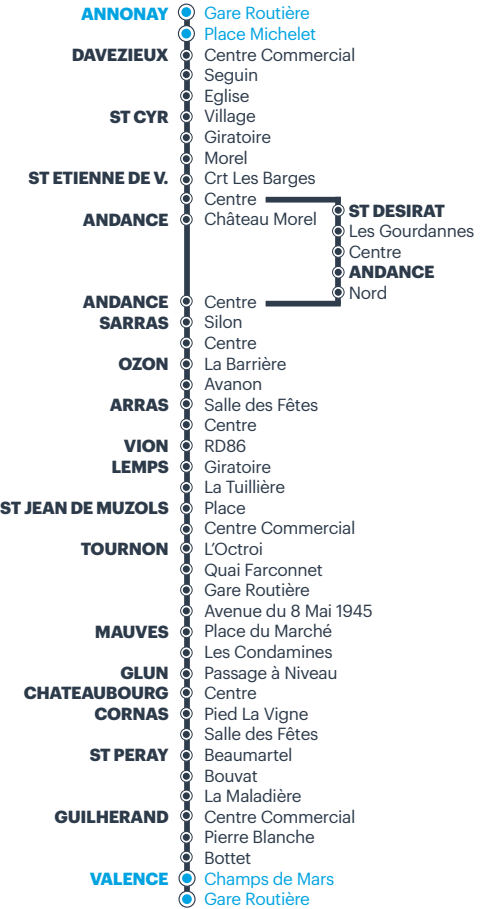 ANNONAY Gare Routière
Place Michelet
DAVEZIEUX Centre Commercial
Seguin
Eglise
ST CYR Village
Giratoire
Morel
ST ETIENNE DE V. Crt Les Barges
Centre
ANDANCE Château Morel
ST DESIRAT
Les Gourdannes
Centre
ANDANCE
Nord
ANDANCE Centre
SARRAS Silon
Centre
OZON La Barrière
Avanon
ARRAS Salle des Fêtes
Centre
VION RD86
LEMPS Giratoire
La Tuillière
ST JEAN DE MUZOLS Place
Centre Commercial
TOURNON L'Octroi
Quai Farconnet
Gare Routière
Avenue du 8 Mai 1945
MAUVES Place du Marché
Les Condamines
GLUN Passage à Niveau
CHATEAUBOURG Centre
CORNAS Pied La Vigne
Salle des Fêtes
ST PERAY Beaumartel
Bouvat
La Maladière
GUILHERAND Centre Commercial
Pierre Blanche
Bottet
VALENCE Champs de Mars
Gare Routière